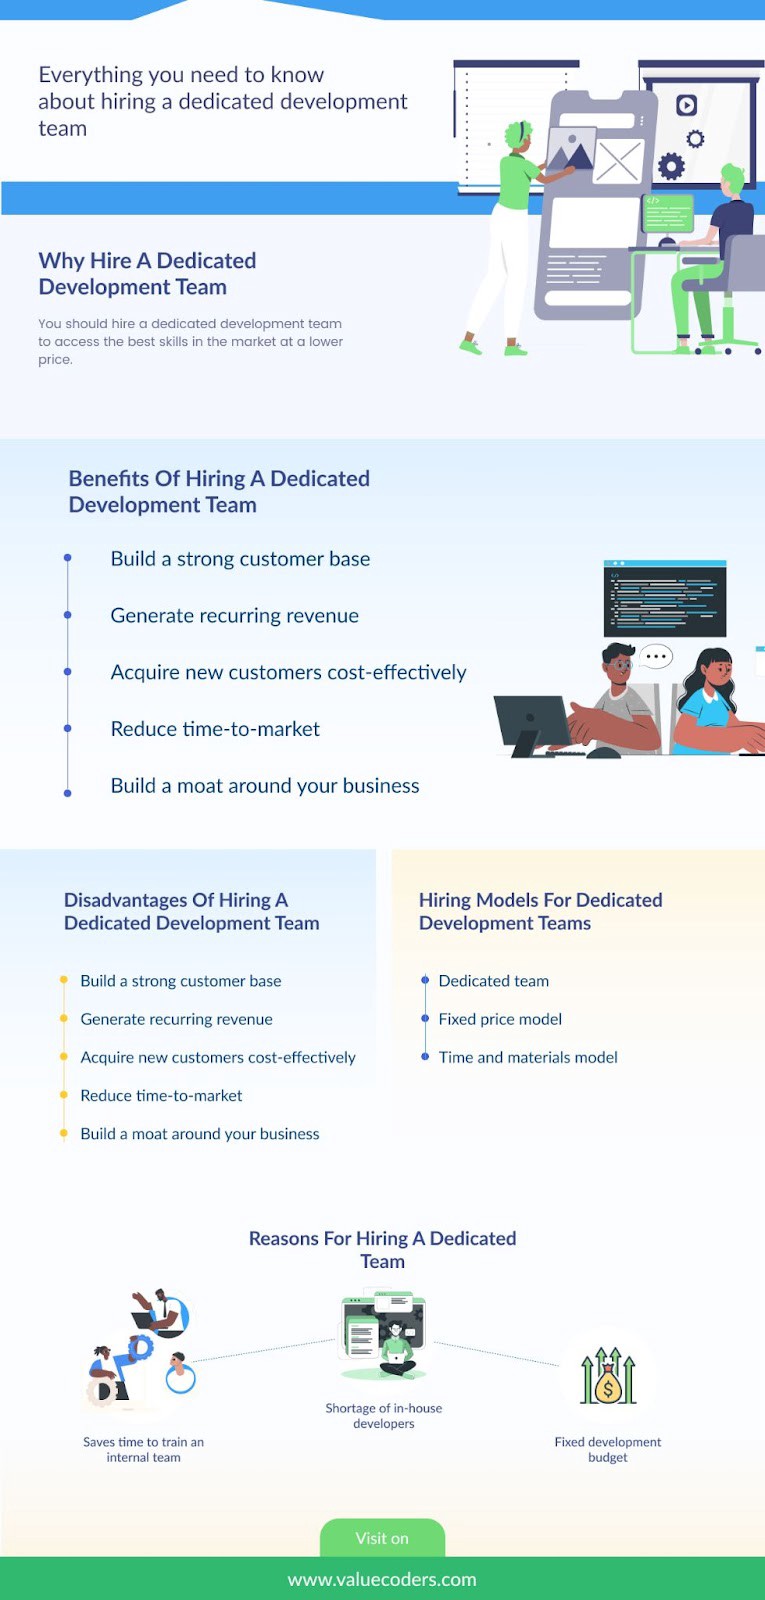 Everything you need to know
about hiring a dedicated development
team
Why Hire A Dedicated
Development Team
You should hire a dedicated development team
to access the best skills in the market at a lower
price.
</>
Benefits Of Hiring A Dedicated
Development Team
Build a strong customer base
Generate recurring revenue
Acquire new customers cost-effectively
Reduce time-to-market
Build a moat around your business
Disadvantages Of Hiring A
Dedicated Development Team
Build a strong customer base
Generate recurring revenue
Acquire new customers cost-effectively
Reduce time-to-market
Build a moat around your business
Hiring Models For Dedicated
Development Teams
Dedicated team
Fixed price model
Time and materials model
Reasons For Hiring A Dedicated
Team
Saves time to train an
internal team
Shortage of in-house
developers
$
Fixed development
budget
Visit on
www.valuecoders.com